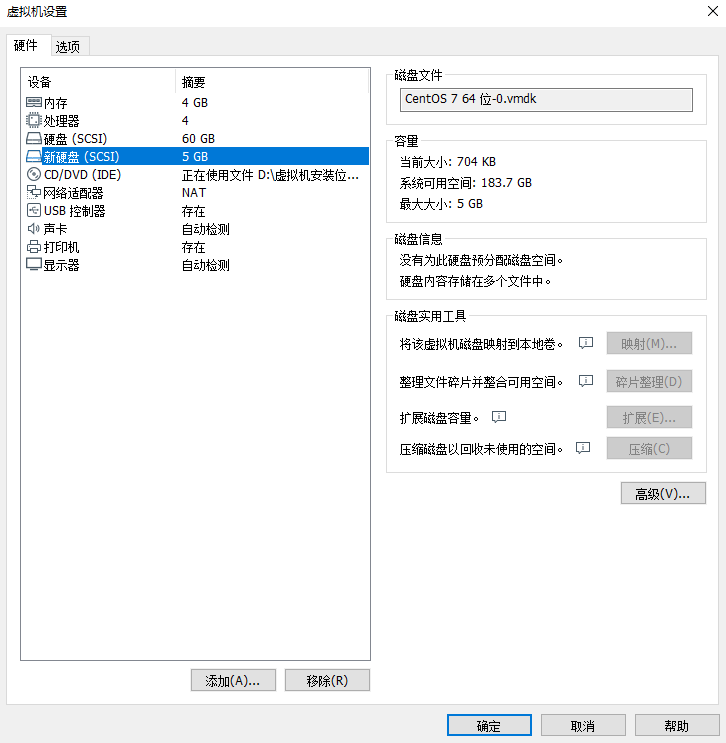 虚拟机设置
硬件 选项
设备 摘要
内存 4 GB
处理器 4
硬盘 (SCSI) 60 GB
新硬盘 (SCSI) 5 GB
CD/DVD (IDE) 正在使用文件 D:\虚拟机安装位...
网络适配器 NAT
USB 控制器 存在
声卡 自动检测
打印机 存在
显示器 自动检测
添加(A)... 移除(R)
磁盘文件
CentOS 7 64 位-0.vmdk
容量
当前大小: 704 KB
系统可用空间: 183.7 GB
最大大小: 5 GB
磁盘信息
没有为此硬盘预分配磁盘空间。
硬盘内容存储在多个文件中。
磁盘实用工具
将该虚拟机磁盘映射到本地卷。 映射(M)...
整理文件碎片并整合可用空间。 碎片整理(D)
扩展磁盘容量。 扩展(E)...
压缩磁盘以回收未使用的空间。 压缩(C)
高级(V)...
确定 取消 帮助